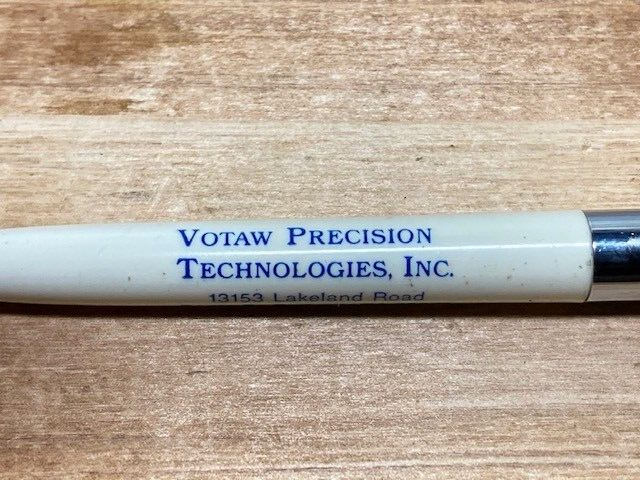 VOTAW PRECISION
TECHNOLOGIES, INC.
13153 Lakeland Road